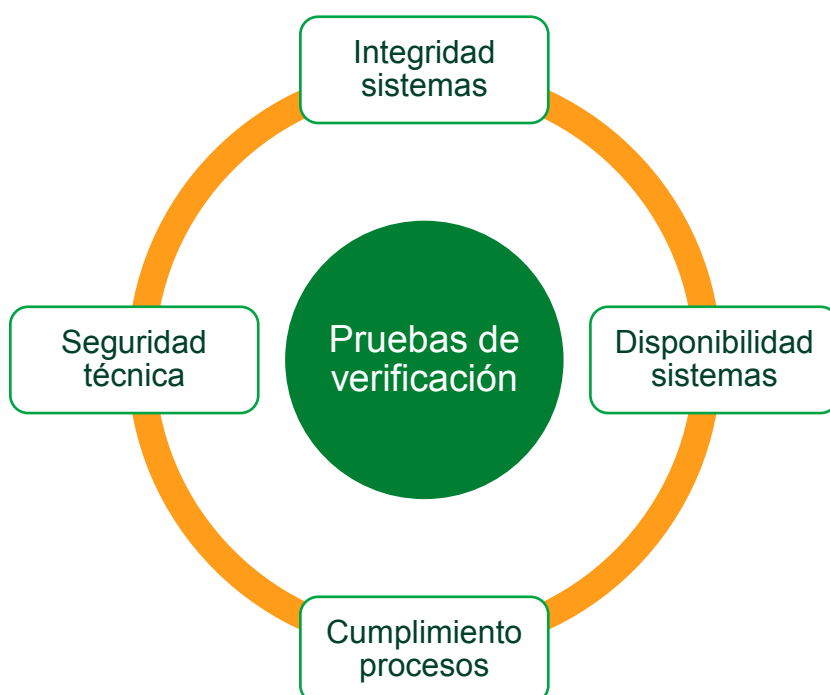 Integridad
sistemas
Seguridad
técnica
Pruebas de
verificación
Disponibilidad
sistemas
Cumplimiento
procesos